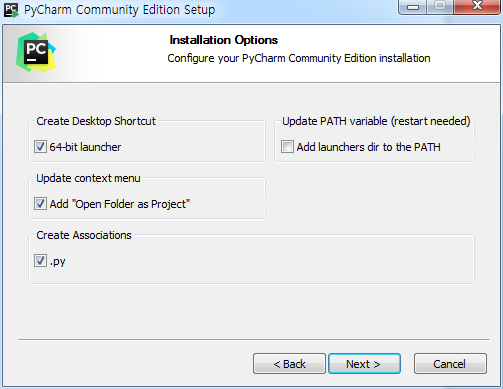 PyCharm Community Edition Setup
PC
Installation Options
Configure your PyCharm Community Edition installation
Create Desktop Shortcut
64-bit launcher
Update PATH variable (restart needed)
Add launchers dir to the PATH
Update context menu
Add "Open Folder as Project"
Create Associations
.py
< Back
Next >
Cancel